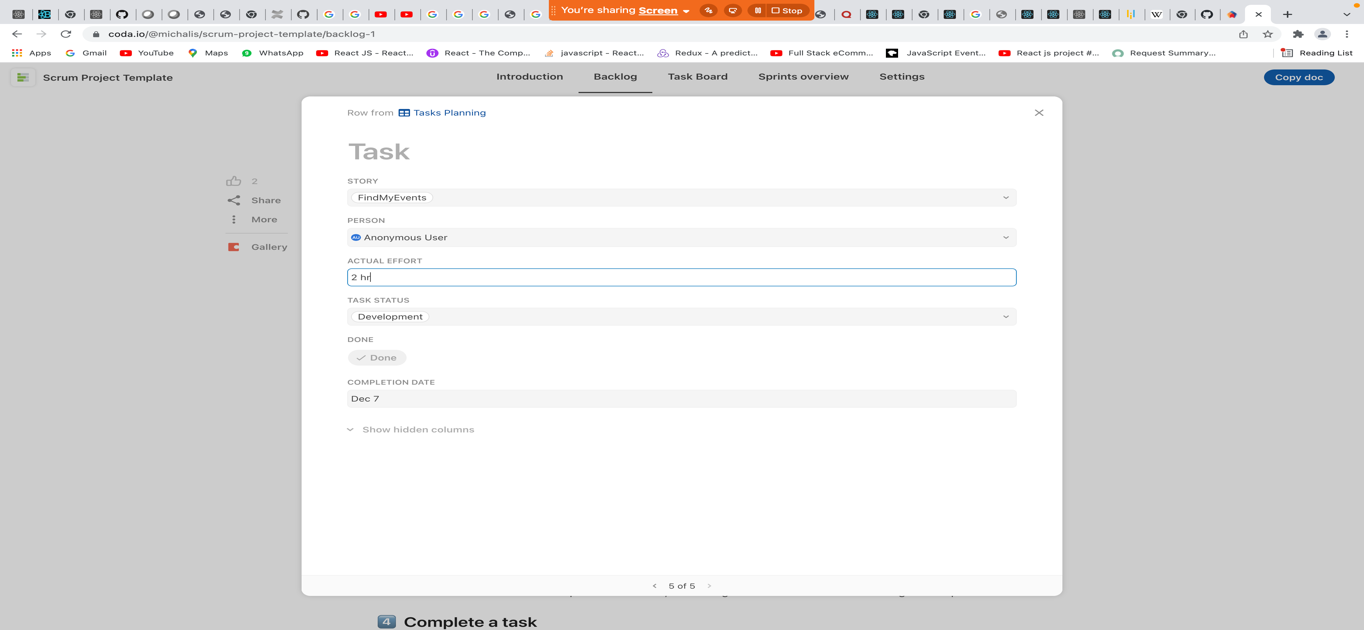 You're sharing Screen Stop
coda.io/@michalis/scrum-project-template/backlog-1
Apps Gmail YouTube Maps WhatsApp React JS - React... React - The Comp... javascript - React... Redux - A predict... Full Stack eComm... JavaScript Event... React js project #... Request Summary... Reading List
Scrum Project Template Introduction Backlog Task Board Sprints overview Settings Copy doc
Row from Tasks Planning
Task
2
Share
More
Gallery
STORY
FindMyEvents
PERSON
AU Anonymous User
ACTUAL EFFORT
2 hr
TASK STATUS
Development
DONE
Done
COMPLETION DATE
Dec 7
Show hidden columns
< 5 of 5 >
4 Complete a task